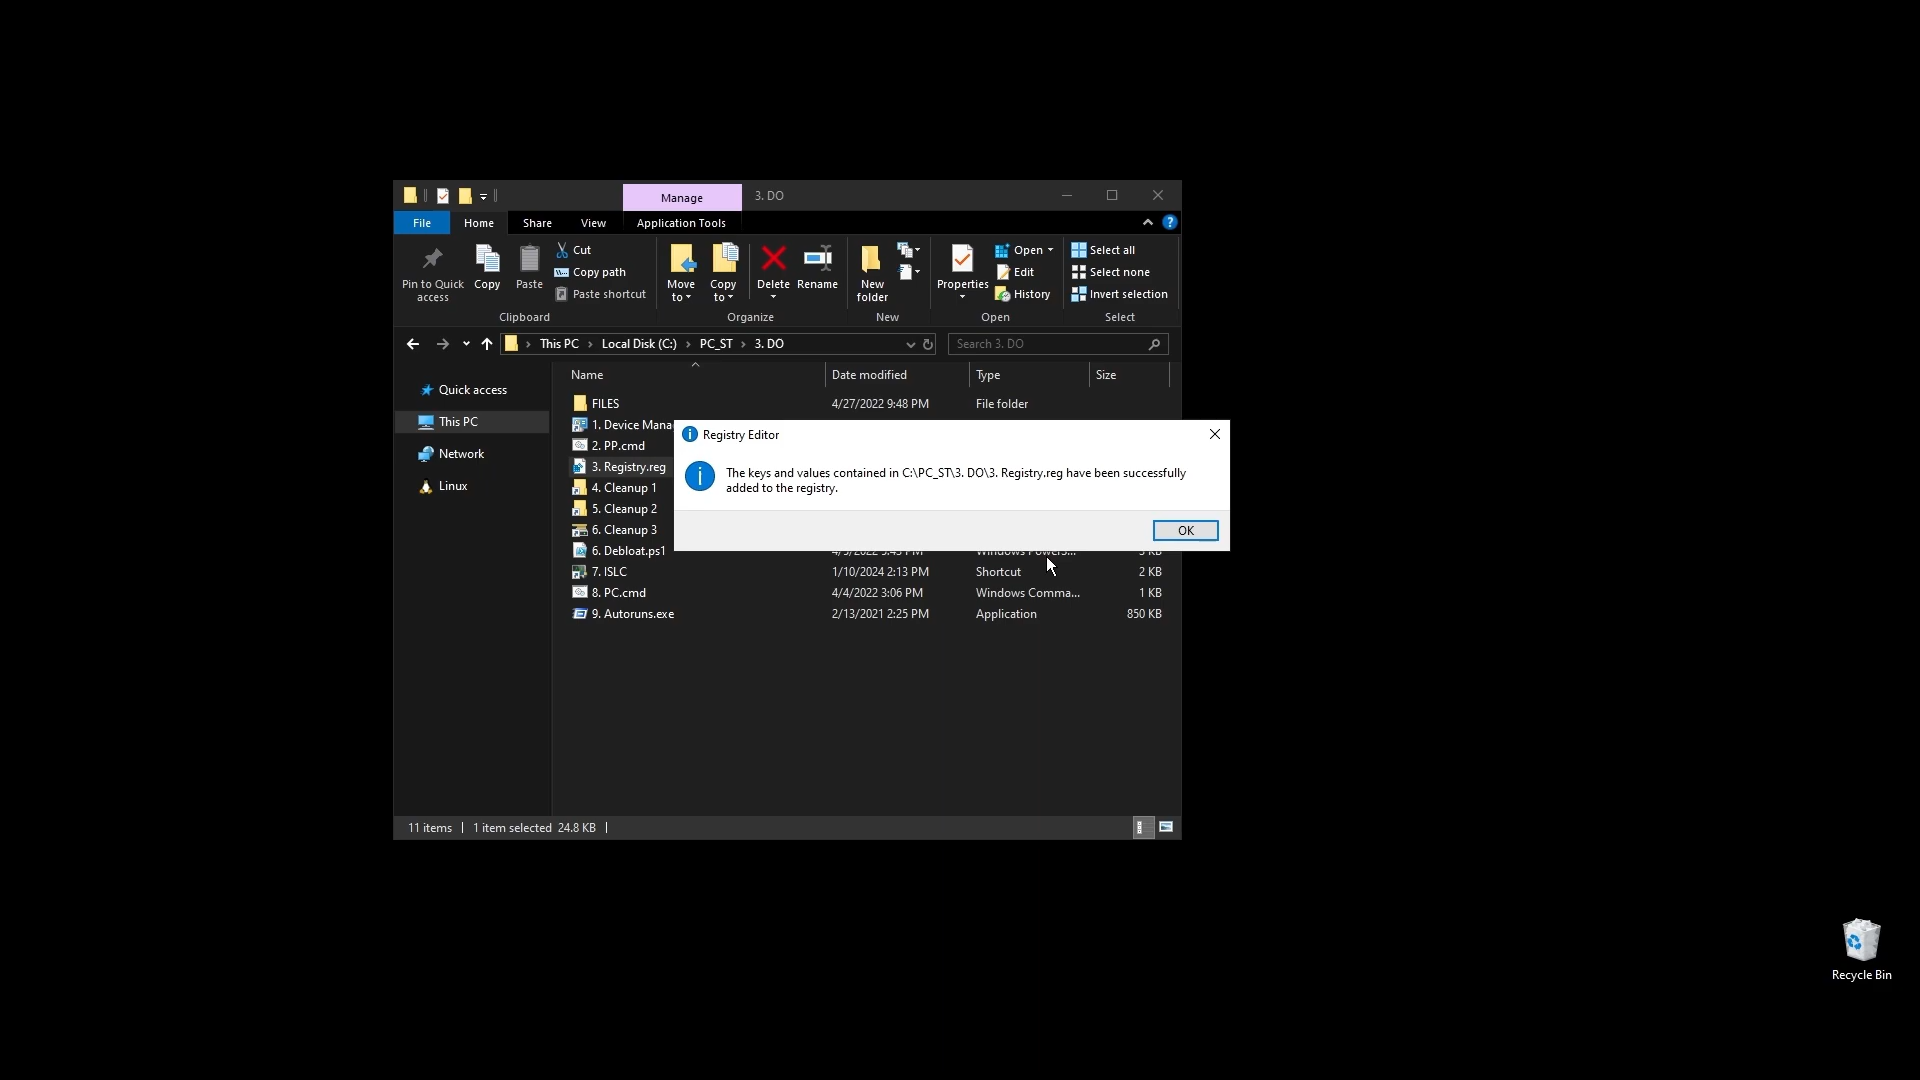 Manage
3. DO
File
Home
Share
View
Application Tools
Pin to Quick
access
Copy
Paste
Cut
Copy path
Paste shortcut
Clipboard
Move
to
Copy
to
Delete
Rename
Organize
New
folder
New
Properties
Open
Edit
History
Open
Select all
Select none
Invert selection
Select
This PC
Local Disk (C:)
PC_ST
3. DO
Search 3. DO
Quick access
This PC
Network
Linux
Name
Date modified
Type
Size
FILES
4/27/2022 9:48 PM
File folder
1. Device Mana
2. PP.cmd
3. Registry.reg
4. Cleanup 1
5. Cleanup 2
6. Cleanup 3
6. Debloat.ps1
7. ISLC
1/10/2024 2:13 PM
Shortcut
2 KB
8. PC.cmd
4/4/2022 3:06 PM
Windows Comma...
1 KB
9. Autoruns.exe
2/13/2021 2:25 PM
Application
850 KB
Registry Editor
The keys and values contained in C:\PC_ST\3. DO\3. Registry.reg have been successfully
added to the registry.
OK
11 items
1 item selected 24.8 KB
Recycle Bin